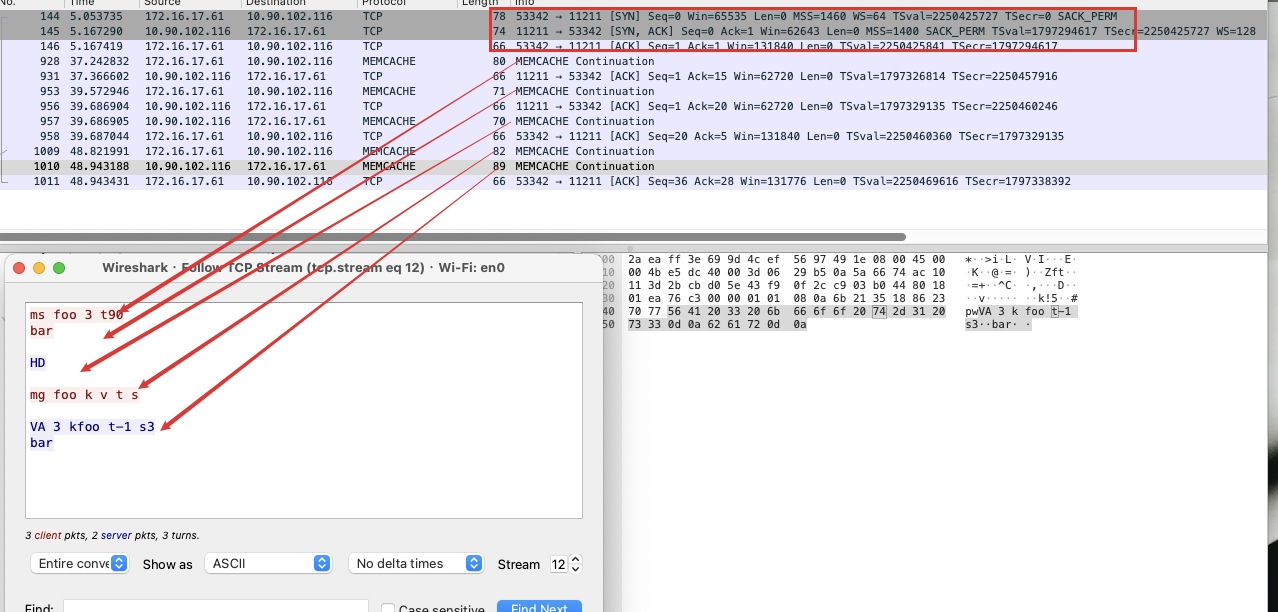 No. Time Source Destination Protocol Length Info
144 5.053735 172.16.17.61 10.90.102.116 TCP 78 53342 → 11211 [SYN] Seq=0 Win=65535 Len=0 MSS=1460 WS=64 TSval=2250425727 TSecr=0 SACK_PERM
145 5.167290 10.90.102.116 172.16.17.61 TCP 74 11211 → 53342 [SYN, ACK] Seq=0 Ack=1 Win=62643 Len=0 MSS=1400 SACK_PERM TSval=1797294617 TSecr=2250425727 WS=128
146 5.167419 172.16.17.61 10.90.102.116 TCP 66 53342 → 11211 [ACK] Seq=1 Ack=1 Win=131840 Len=0 TSval=2250425841 TSecr=1797294617
928 37.242832 172.16.17.61 10.90.102.116 MEMCACHE 80 MEMCACHE Continuation
931 37.366602 10.90.102.116 172.16.17.61 TCP 66 11211 → 53342 [ACK] Seq=1 Ack=15 Win=62720 Len=0 TSval=1797326814 TSecr=2250457916
953 39.572946 172.16.17.61 10.90.102.116 MEMCACHE 71 MEMCACHE Continuation
956 39.686904 10.90.102.116 172.16.17.61 TCP 66 11211 → 53342 [ACK] Seq=1 Ack=20 Win=62720 Len=0 TSval=1797329135 TSecr=2250460246
957 39.686905 10.90.102.116 172.16.17.61 MEMCACHE 70 MEMCACHE Continuation
958 39.687044 172.16.17.61 10.90.102.116 TCP 66 53342 → 11211 [ACK] Seq=20 Ack=5 Win=131840 Len=0 TSval=2250460360 TSecr=1797329135
1009 48.821991 172.16.17.61 10.90.102.116 MEMCACHE 82 MEMCACHE Continuation
1010 48.943188 10.90.102.116 172.16.17.61 MEMCACHE 89 MEMCACHE Continuation
1011 48.943431 172.16.17.61 10.90.102.116 TCP 66 53342 → 11211 [ACK] Seq=36 Ack=28 Win=131776 Len=0 TSval=2250469616 TSecr=1797338392
Wireshark · Follow TCP Stream (tcp.stream eq 12) · Wi-Fi: en0
ms foo 3 t90
bar
HD
mg foo k v t s
VA 3 kfoo t-1 s3
bar
3 client pkts, 2 server pkts, 3 turns.
Entire conve Show as ASCII No delta times Stream 12
Find: Case sensitive Find Next
00 2a ea ff 3e 69 9d 4c ef 56 97 49 1e 08 00 45 00 *··>i·L· V·I···E·
10 00 4b e5 dc 40 00 3d 06 29 b5 0a 5a 66 74 ac 10 ·K··@·=· )··Zft··
20 11 3d 2b cb d0 5e 43 f9 0f 2c c9 03 b0 44 80 18 ·=+··^C· ·,···D··
30 01 ea 76 c3 00 00 01 01 08 0a 6b 21 35 18 86 23 ··v····· ··k!5··#
40 70 77 56 41 20 33 20 6b 66 6f 6f 20 74 2d 31 20 pwVA 3 k foo t-1
50 73 33 0d 0a 62 61 72 0d 0a s3··bar· ·